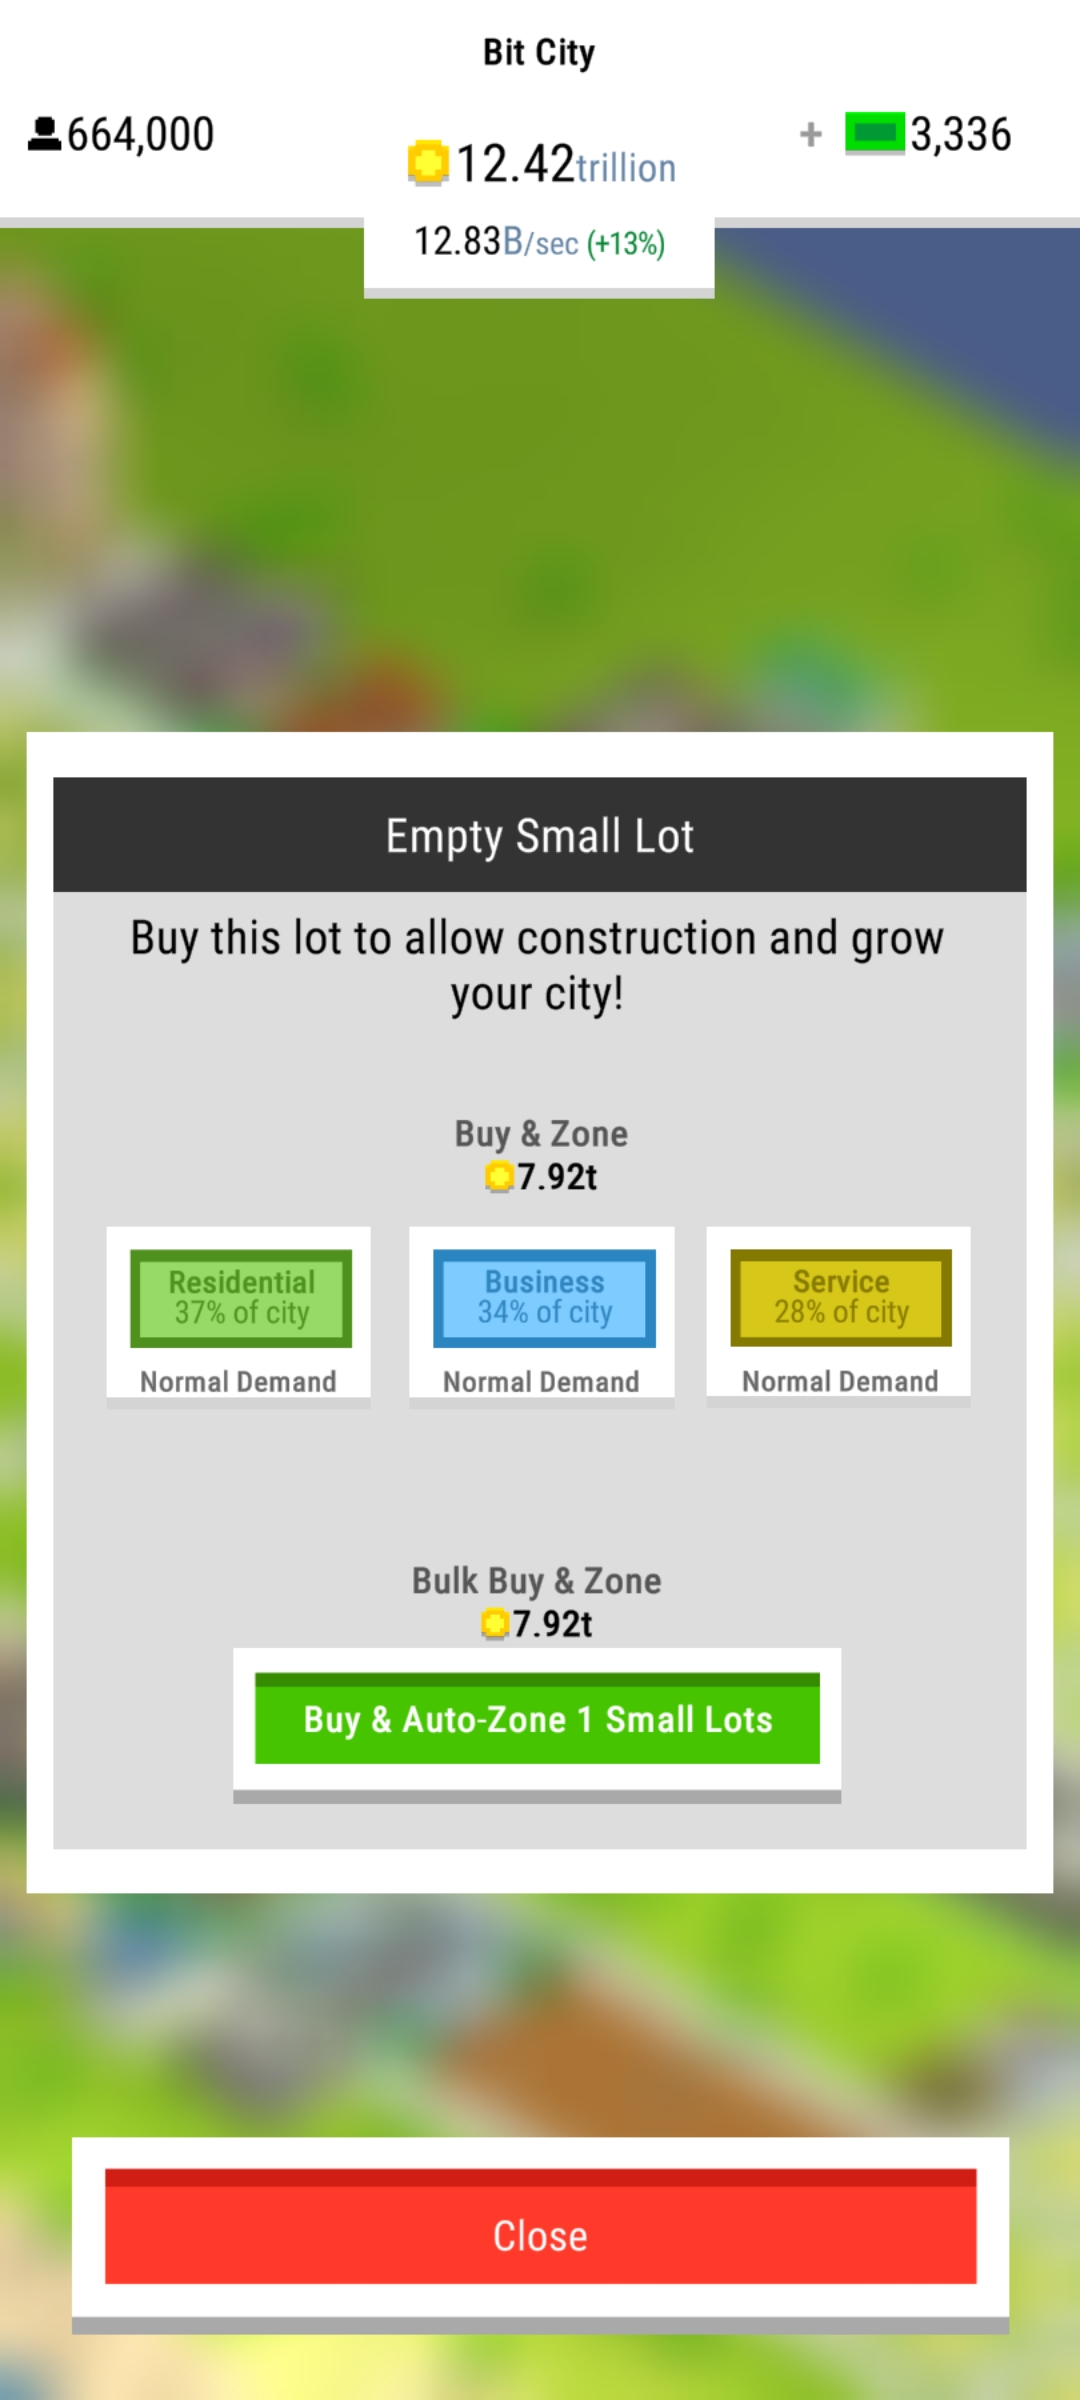 Bit City
664,000
12.42trillion
+ 3,336
12.83B/sec (+13%)
Empty Small Lot
Buy this lot to allow construction and grow
your city!
Buy & Zone
7.92t
Residential
37% of city
Normal Demand
Business
34% of city
Normal Demand
Service
28% of city
Normal Demand
Bulk Buy & Zone
7.92t
Buy & Auto-Zone 1 Small Lots
Close